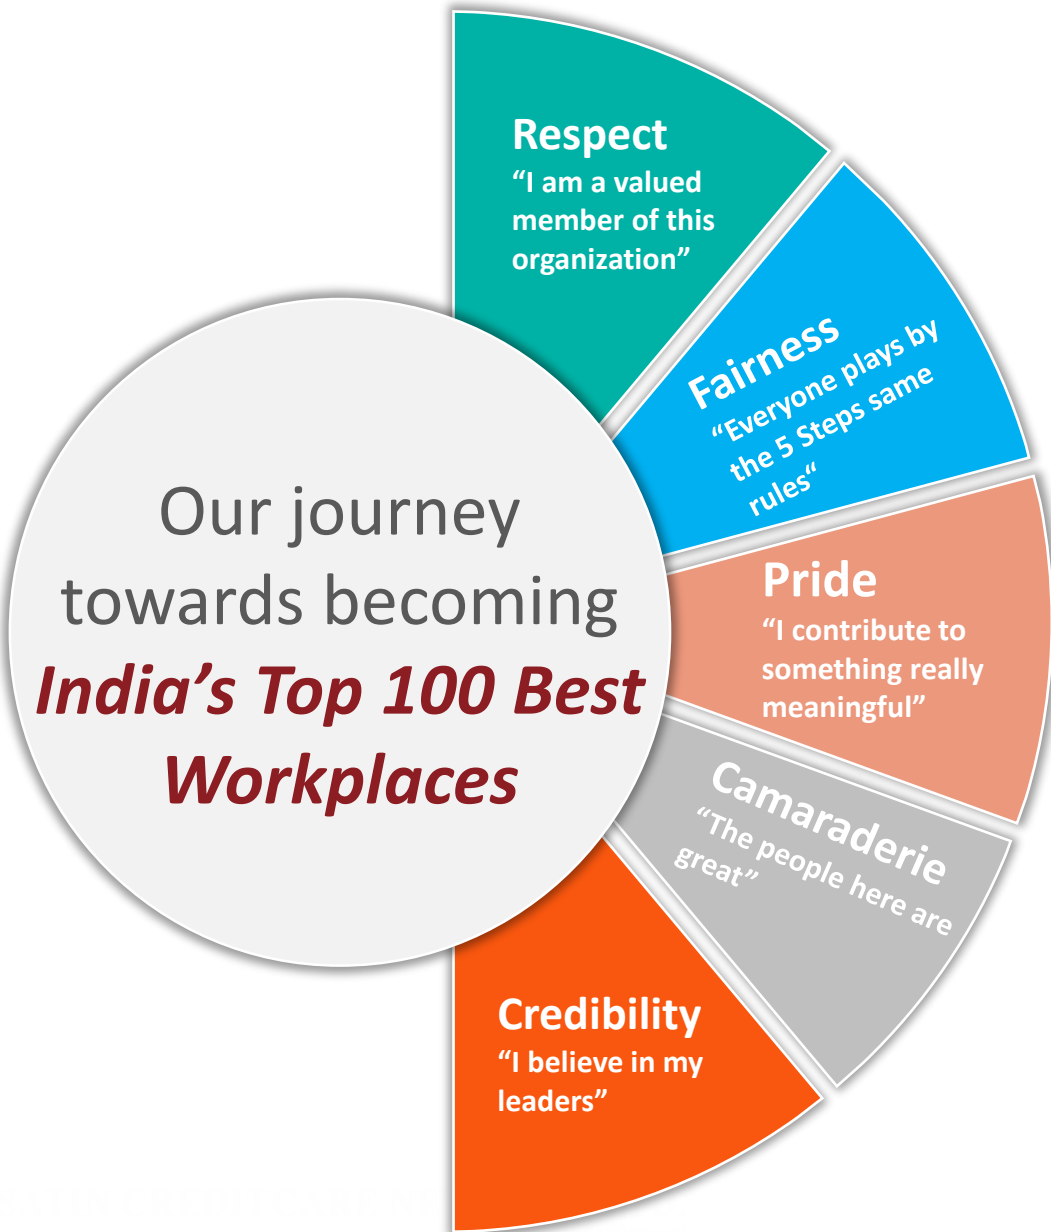 Respect
“I am a valued
member of this
organization”
Fairness
“Everyone plays by
the 5 Steps same
rules“
Our journey
towards becoming
India’s Top 100 Best
Workplaces
Pride
“I contribute to
something really
meaningful”
Camaraderie
“The people here are
great”
Credibility
“I believe in my
leaders”